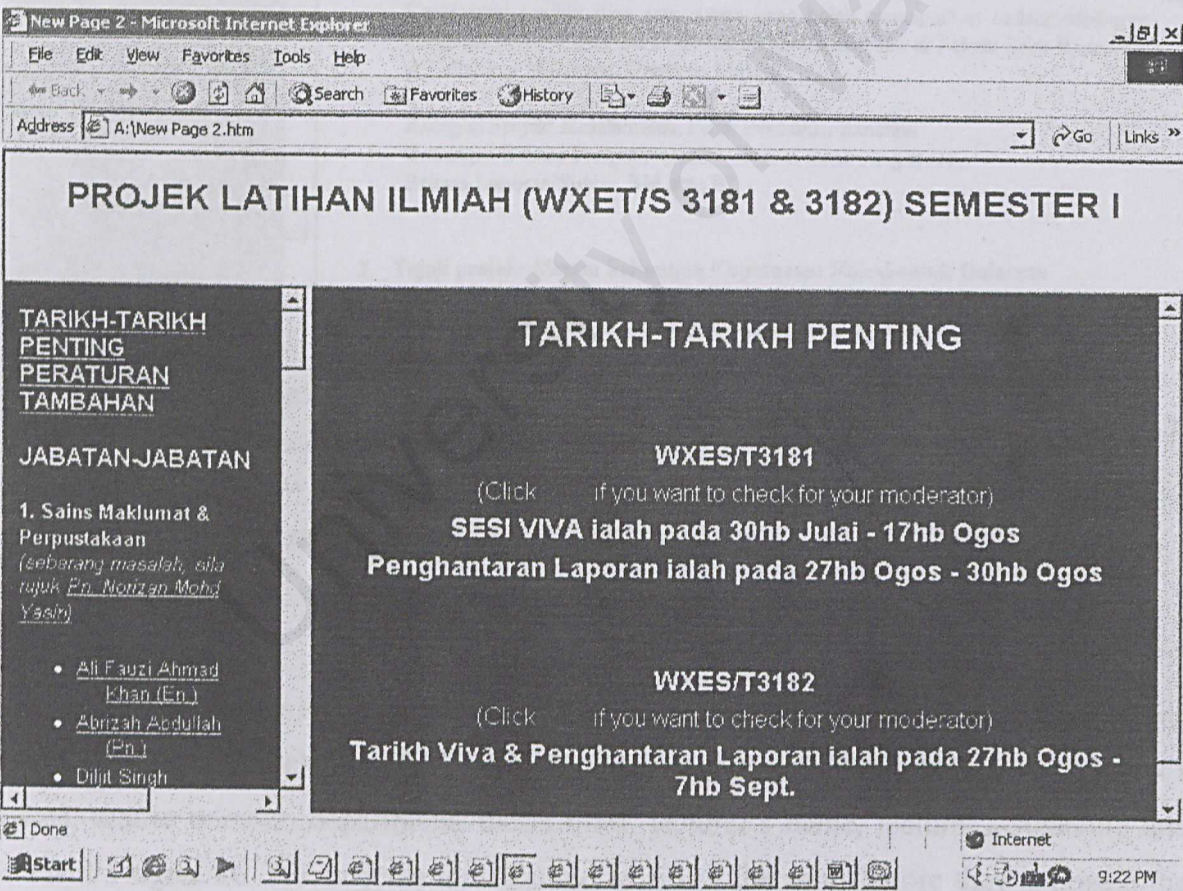 New Page 2 - Microsoft Internet Explorer
File Edit View Favorites Tools Help
Back Search Favorites History
Address A:\New Page 2.htm Go Links »
PROJEK LATIHAN ILMIAH (WXET/S 3181 & 3182) SEMESTER I
TARIKH-TARIKH
PENTING
PERATURAN
TAMBAHAN
JABATAN-JABATAN
1. Sains Maklumat &
Perpustakaan
(sebarang masalah, sila
rujuk Pn. Norizan Mohd
Yasin)
• Ali Fauzi Ahmad
Khan (En.)
• Abrizah Abdullah
(Pn.)
• Diljit Singh
TARIKH-TARIKH PENTING
WXES/T3181
(Click if you want to check for your moderator)
SESI VIVA ialah pada 30hb Julai - 17hb Ogos
Penghantaran Laporan ialah pada 27hb Ogos - 30hb Ogos
WXES/T3182
(Click if you want to check for your moderator)
Tarikh Viva & Penghantaran Laporan ialah pada 27hb Ogos -
7hb Sept.
Done Internet
Start 9:22 PM
University of Ma